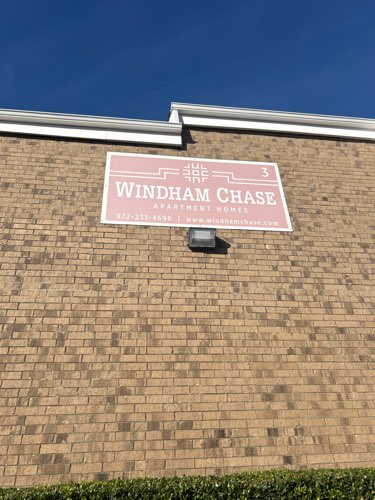 3
WINDHAM CHASE
APARTMENT HOMES
972-231-4696 | www.windhamchase.com